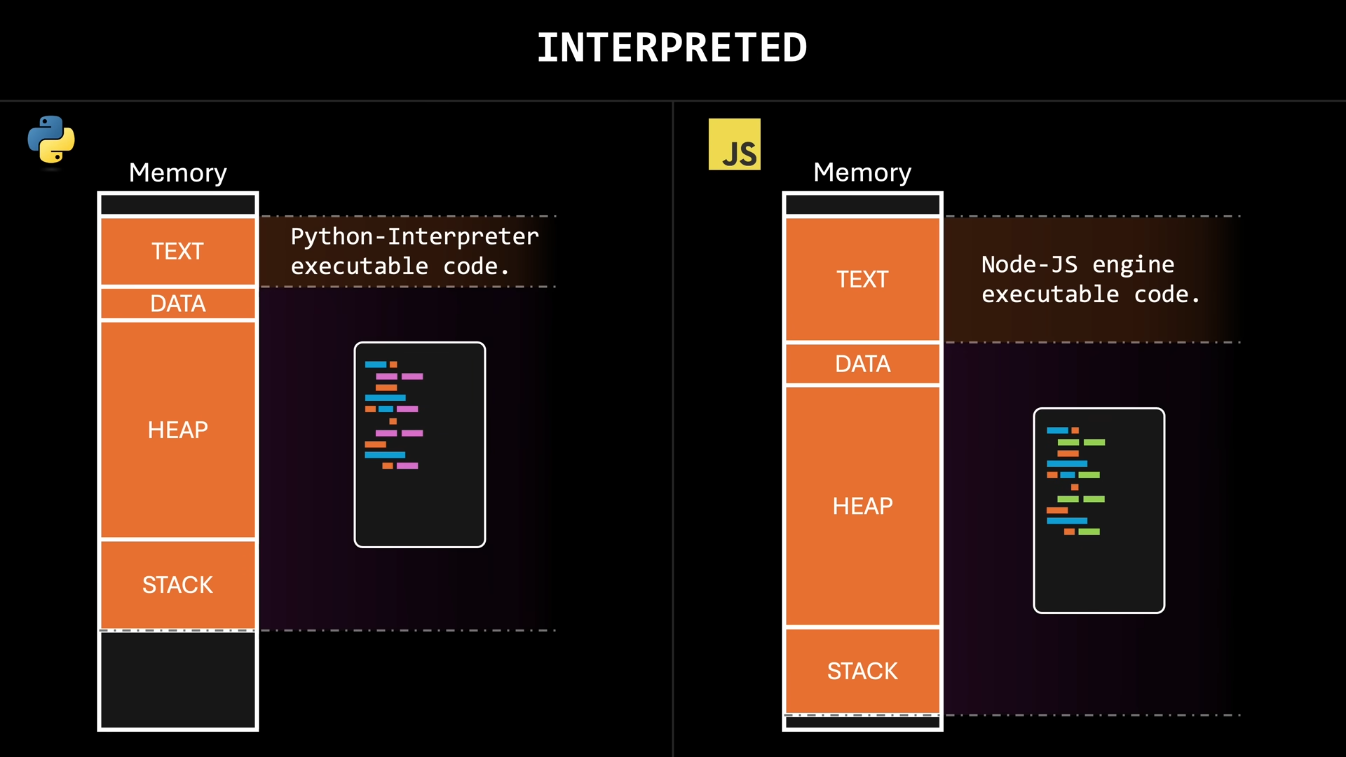 INTERPRETED
Memory
TEXT
Python-Interpreter
executable code.
DATA
HEAP
STACK
JS
Memory
TEXT
Node-JS engine
executable code.
DATA
HEAP
STACK